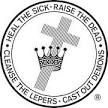 HEAL THE SICK · RAISE THE DEAD ·
CLEANSE THE LEPERS · CAST OUT DEMONS